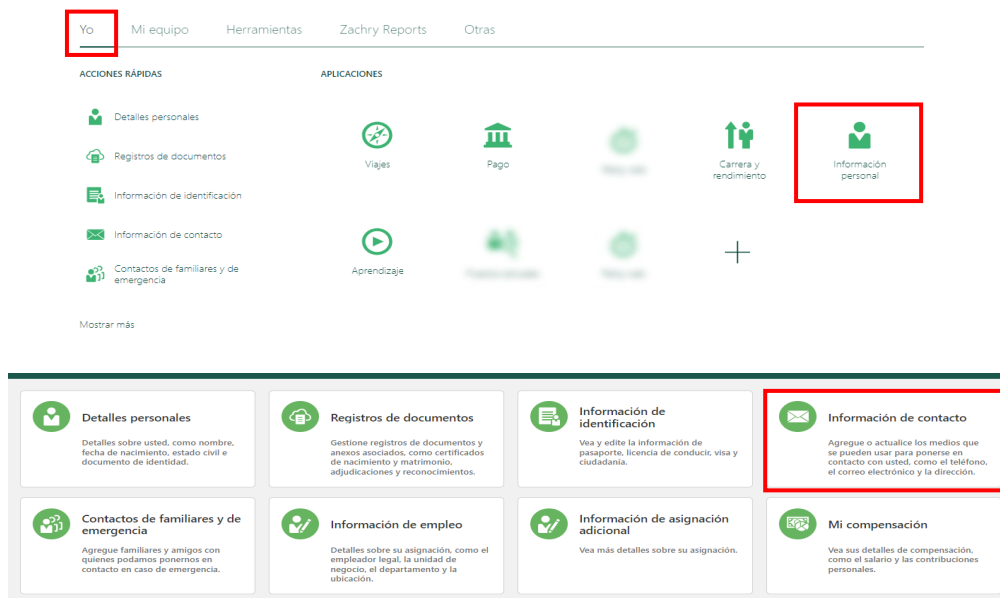 Yo
Mi equipo
Herramientas
Zachry Reports
Otras
ACCIONES RÁPIDAS
Detalles personales
Registros de documentos
Información de identificación
Información de contacto
Contactos de familiares y de
emergencia
Mostrar más
APLICACIONES
Viajes
Pago
Carrera y
rendimiento
Información
personal
Aprendizaje
Detalles personales
Detalles sobre usted, como nombre,
fecha de nacimiento, estado civil e
documento de identidad.
Registros de documentos
Gestione registros de documentos y
anexos asociados, como certificados
de nacimiento y matrimonio,
adjudicaciones y reconocimientos.
Información de
identificación
Vea y edite la información de
pasaporte, licencia de conducir, visa y
ciudadanía.
Información de contacto
Agregue o actualice los medios que
se pueden usar para ponerse en
contacto con usted, como el teléfono,
el correo electrónico y la dirección.
Contactos de familiares y de
emergencia
Agregue familiares y amigos con
quienes podamos ponernos en
contacto en caso de emergencia.
Información de empleo
Detalles sobre su asignación, como el
empleador legal, la unidad de
negocio, el departamento y la
ubicación.
Información de asignación
adicional
Vea más detalles sobre su asignación.
Mi compensación
Vea sus detalles de compensación,
como el salario y las contribuciones
personales.